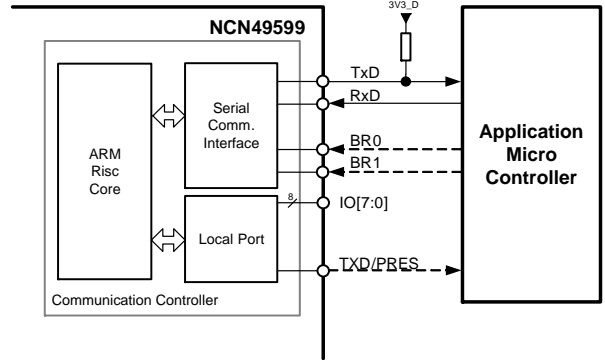 3V3_D
NCN49599
TxD
RxD
Serial
Comm.
Interface
BR0
BR1
ARM
Risc
Core
Application
Micro
Controller
8
IO[7:0]
Local Port
TXD/PRES
Communication Controller